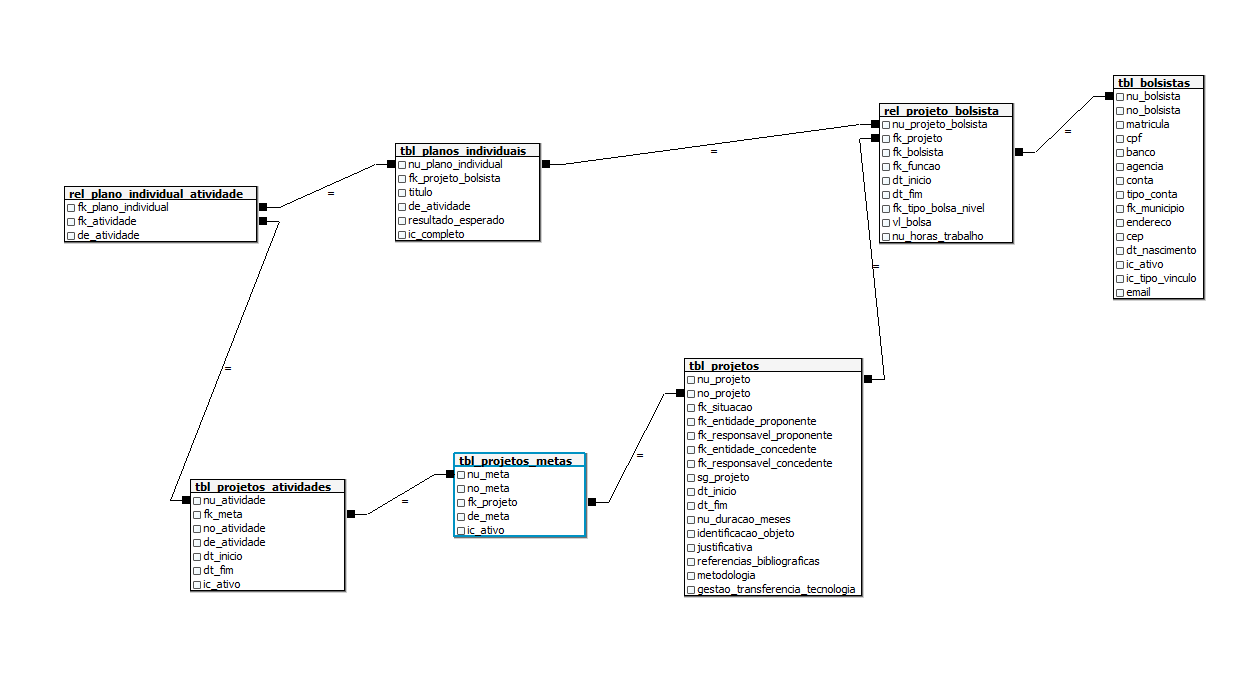 tbl_bolsistas
nu_bolsista
no_bolsista
matricula
cpf
banco
agencia
conta
tipo_conta
fk_municipio
endereco
cep
dt_nascimento
ic_ativo
ic_tipo_vinculo
email
rel_projeto_bolsista
nu_projeto_bolsista
fk_projeto
fk_bolsista
fk_funcao
dt_inicio
dt_fim
fk_tipo_bolsa_nivel
vl_bolsa
nu_horas_trabalho
=
=
=
tbl_planos_individuais
nu_plano_individual
fk_projeto_bolsista
titulo
de_atividade
resultado_esperado
ic_completo
=
rel_plano_individual_atividade
fk_plano_individual
fk_atividade
de_atividade
=
tbl_projetos
nu_projeto
no_projeto
fk_situacao
fk_entidade_proponente
fk_responsavel_proponente
fk_entidade_concedente
fk_responsavel_concedente
sg_projeto
dt_inicio
dt_fim
nu_duracao_meses
identificacao_objeto
justificativa
referencias_bibliograficas
metodologia
gestao_transferencia_tecnologia
=
tbl_projetos_metas
nu_meta
no_meta
fk_projeto
de_meta
ic_ativo
=
tbl_projetos_atividades
nu_atividade
fk_meta
no_atividade
de_atividade
dt_inicio
dt_fim
ic_ativo